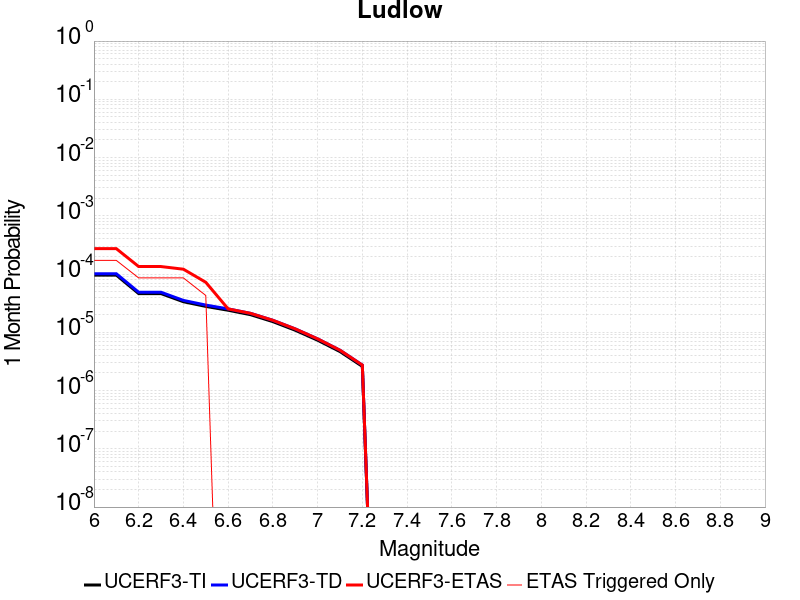 Ludlow
10^0
10^-1
10^-2
10^-3
10^-4
10^-5
10^-6
10^-7
10^-8
1 Month Probability
6 6.2 6.4 6.6 6.8 7 7.2 7.4 7.6 7.8 8 8.2 8.4 8.6 8.8 9
Magnitude
UCERF3-TI UCERF3-TD UCERF3-ETAS ETAS Triggered Only